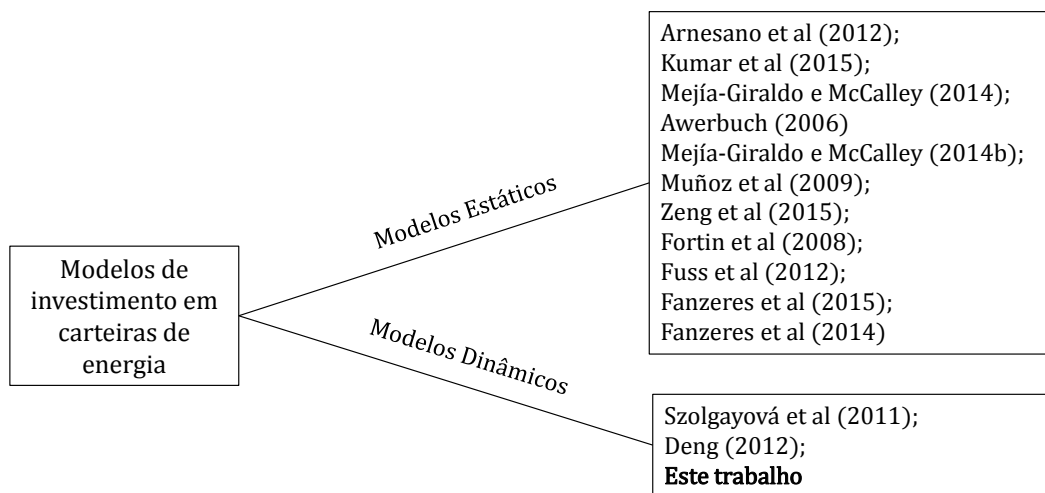 Modelos de
investimento em
carteiras de
energia
Modelos Estáticos
Arnesano et al (2012);
Kumar et al (2015);
Mejía-Giraldo e McCalley (2014);
Awerbuch (2006)
Mejía-Giraldo e McCalley (2014b);
Muñoz et al (2009);
Zeng et al (2015);
Fortin et al (2008);
Fuss et al (2012);
Fanzeres et al (2015);
Fanzeres et al (2014)
Modelos Dinâmicos
Szolgayová et al (2011);
Deng (2012);
Este trabalho